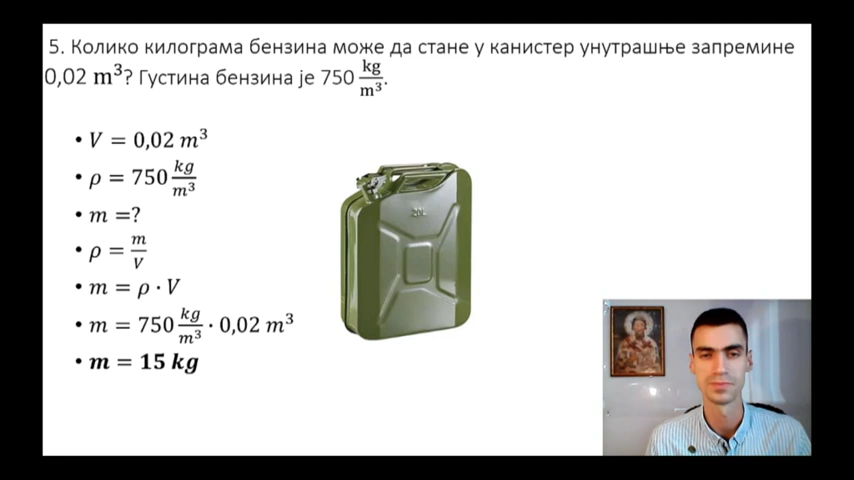 5. Колико килограма бензина може да стане у канистер унутрашње запремине
0,02 m³? Густина бензина је 750 kg/m³.
• V = 0,02 m³
• ρ = 750 kg/m³
• m =?
• ρ = m/V
• m = ρ · V
• m = 750 kg/m³ · 0,02 m³
• m = 15 kg
20L